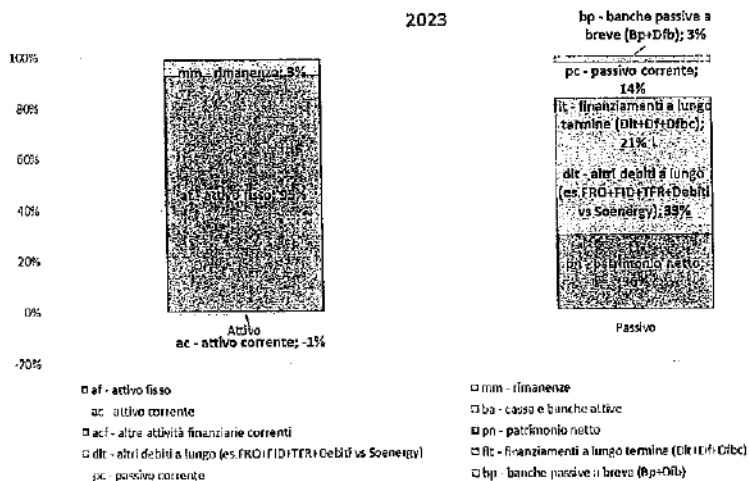 2023
bp - banche passive a
breve (Bp+Dfb); 3%
100%
80%
60%
40%
20%
0%
-20%
mm - rimanenze; 3%
pc - passivo corrente;
14%
flt - finanziamenti a lungo
termine (Dlt+Df+Dfbc);
21%
dlt - altri debiti a lungo
(es.FRO+FID+TFR+Debiti
vs Soenergy);
pn - patrimonio netto
Attivo
ac - attivo corrente; -1%
Passivo
af - attivo fisso
ac - attivo corrente
acf - altre attività finanziarie correnti
dlt - altri debiti a lungo (es.FRO+FID+TFR+Debiti vs Soenergy)
pc - passivo corrente
mm - rimanenze
ba - cassa e banche attive
pn - patrimonio netto
flt - finanziamenti a lungo termine (Dlt+Df+Dfbc)
bp - banche passive a breve (Bp+Dfb)